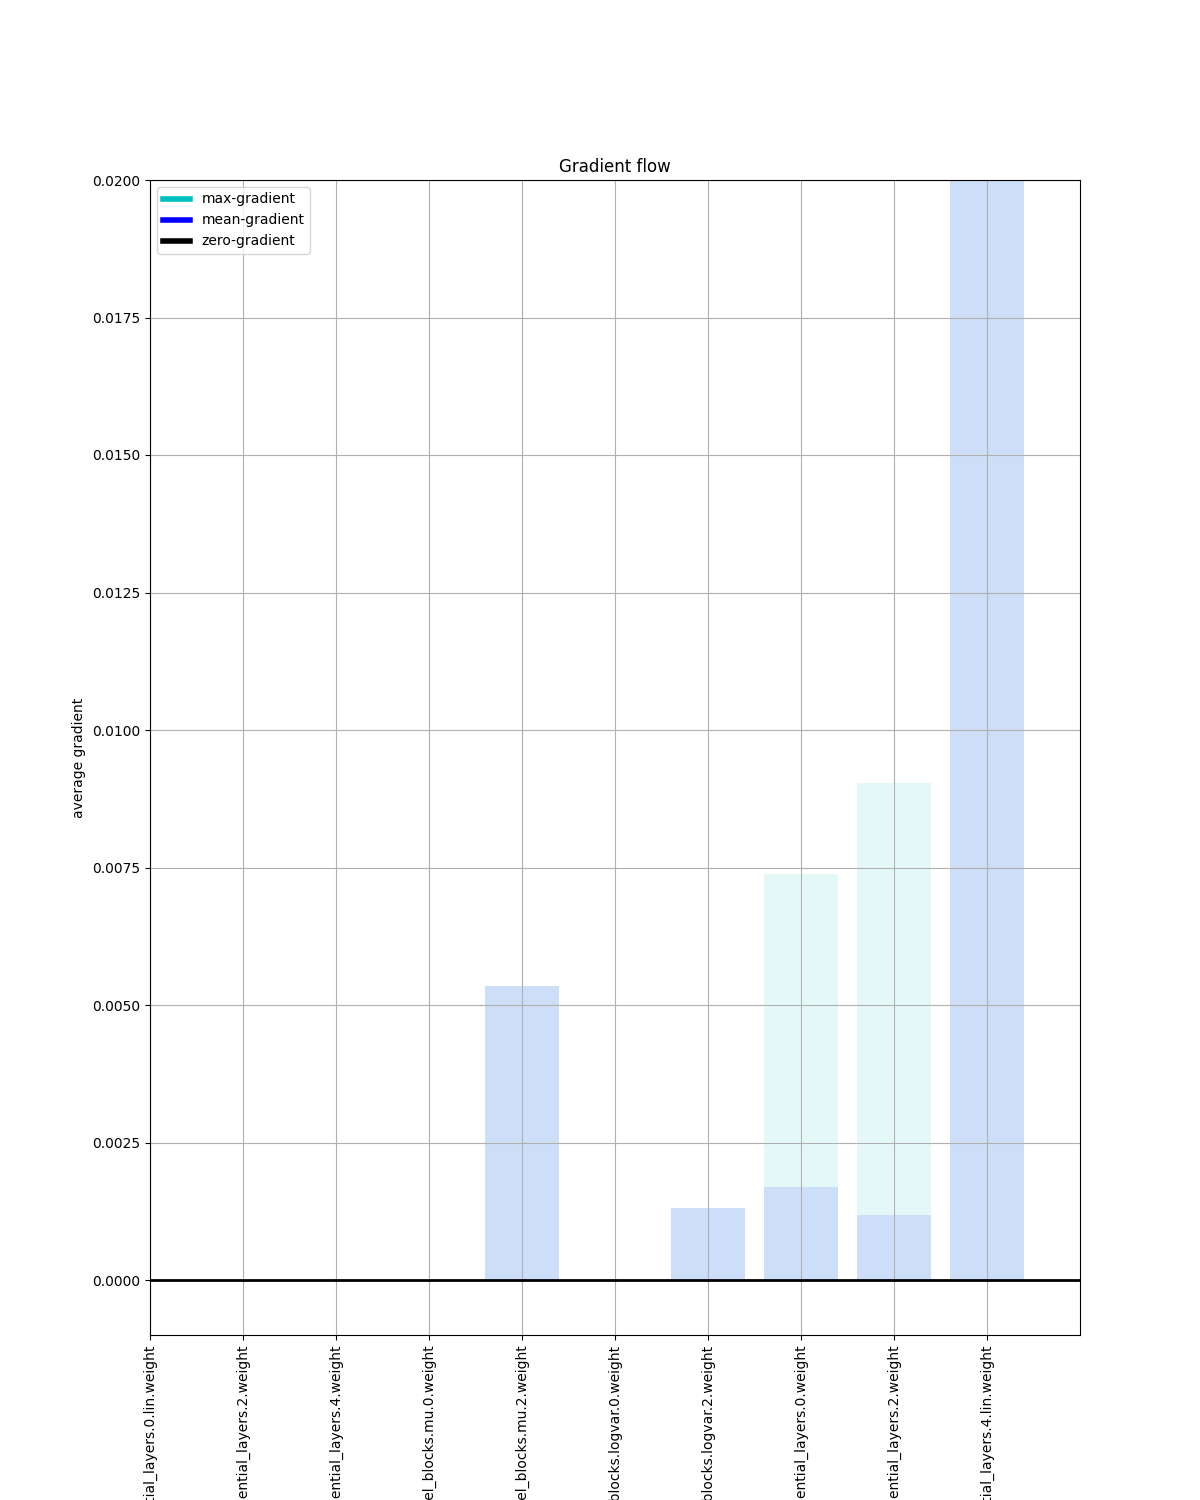 Gradient flow
max-gradient
mean-gradient
zero-gradient
0.0200
0.0175
0.0150
0.0125
0.0100
0.0075
0.0050
0.0025
0.0000
average gradient
tial_layers.0.lin.weight
ential_layers.2.weight
ential_layers.4.weight
el_blocks.mu.0.weight
el_blocks.mu.2.weight
blocks.logvar.0.weight
blocks.logvar.2.weight
ential_layers.0.weight
ential_layers.2.weight
tial_layers.4.lin.weight